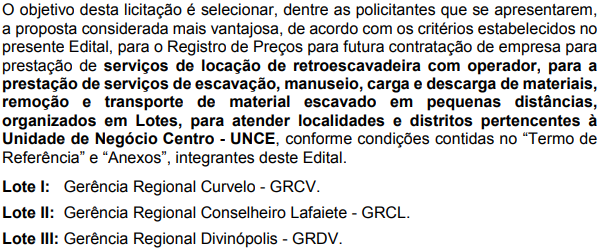 O objetivo desta licitação é selecionar, dentre as policitantes que se apresentarem,
a proposta considerada mais vantajosa, de acordo com os critérios estabelecidos no
presente Edital, para o Registro de Preços para futura contratação de empresa para
prestação de serviços de locação de retroescavadeira com operador, para a
prestação de serviços de escavação, manuseio, carga e descarga de materiais,
remoção e transporte de material escavado em pequenas distâncias,
organizados em Lotes, para atender localidades e distritos pertencentes à
Unidade de Negócio Centro - UNCE, conforme condições contidas no “Termo de
Referência” e “Anexos”, integrantes deste Edital.
Lote I: Gerência Regional Curvelo - GRCV.
Lote II: Gerência Regional Conselheiro Lafaiete - GRCL.
Lote III: Gerência Regional Divinópolis - GRDV.